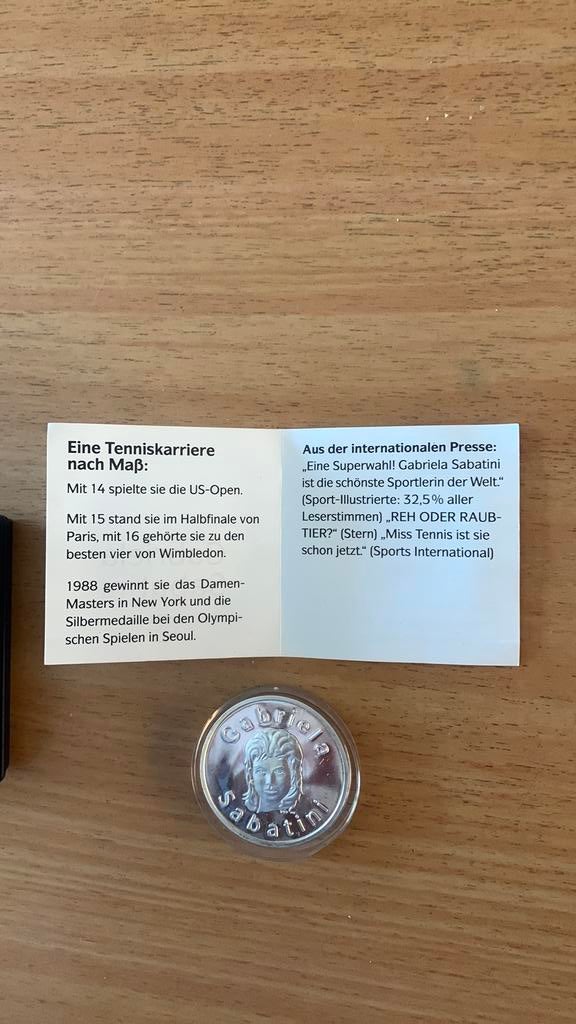 Eine Tenniskarriere
nach Maß:
Mit 14 spielte sie die US-Open.
Mit 15 stand sie im Halbfinale von
Paris, mit 16 gehörte sie zu den
besten vier von Wimbledon.
1988 gewinnt sie das Damen-
Masters in New York und die
Silbermedaille bei den Olympi-
schen Spielen in Seoul.
Aus der internationalen Presse:
„Eine Superwahl! Gabriela Sabatini
ist die schönste Sportlerin der Welt.“
(Sport-Illustrierte: 32,5% aller
Leserstimmen) „REH ODER RAUB-
TIER?“ (Stern) „Miss Tennis ist sie
schon jetzt.“ (Sports International)
Gabriela
Sabatini